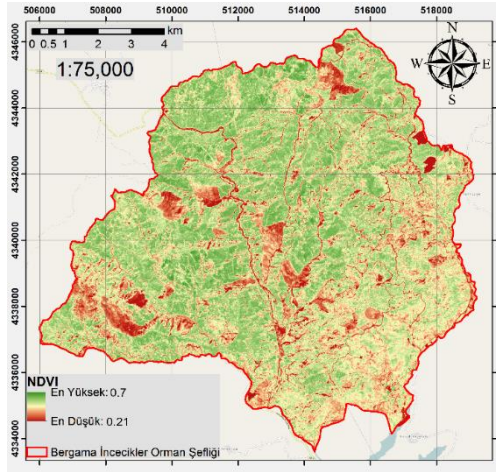 506000 508000 510000 512000 514000 516000 518000
0 0.5 1 2 3 4 km
1:75,000
N
W E
S
4346000
4344000
4342000
4340000
4338000
4336000
4334000
NDVI
En Yüksek: 0.7
En Düşük: 0.21
Bergama İncecikler Orman Şefliği